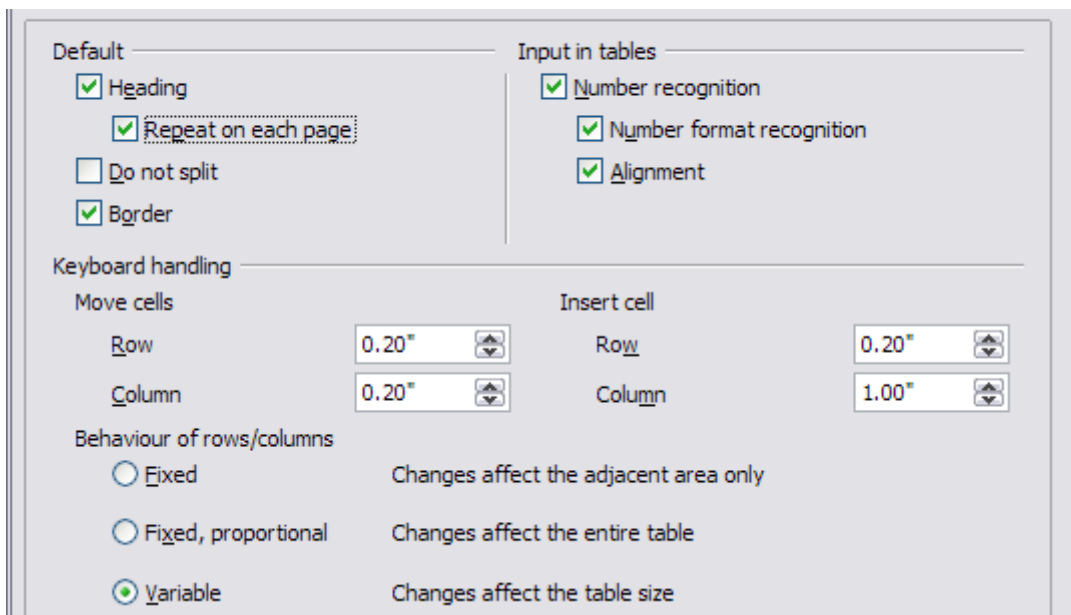 Default
Heading
Repeat on each page
Do not split
Border
Input in tables
Number recognition
Number format recognition
Alignment
Keyboard handling
Move cells
Row 0.20"
Column 0.20"
Insert cell
Row 0.20"
Column 1.00"
Behaviour of rows/columns
Fixed Changes affect the adjacent area only
Fixed, proportional Changes affect the entire table
Variable Changes affect the table size